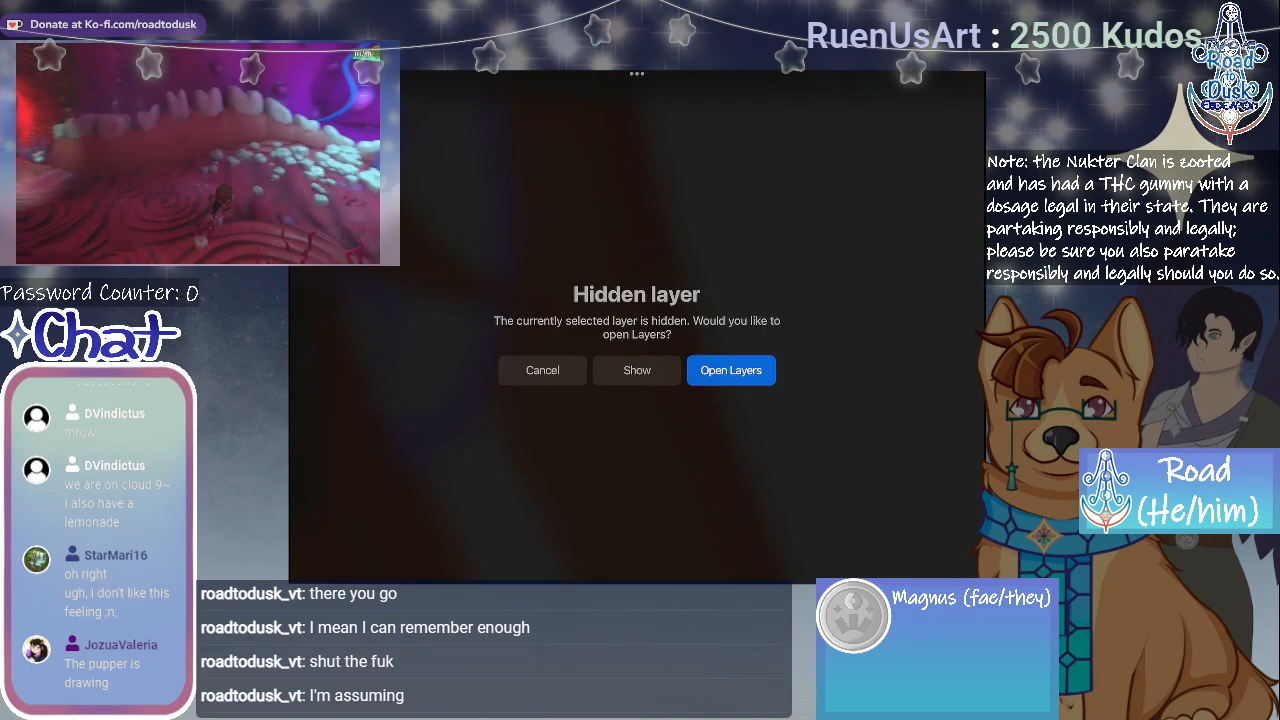 Donate at Ko-fi.com/roadtodusk
RuenUsArt : 2500 Kudos
Road
to
Dusk
Note: the Nukter Clan is zooted
and has had a THC gummy with a
dosage legal in their state. They are
partaking responsibly and legally;
please be sure you also paratake
responsibly and legally should you do so.
Hidden layer
The currently selected layer is hidden. Would you like to
open Layers?
Cancel
Show
Open Layers
Password Counter: 0
Chat
DVindictus
mrow
DVindictus
we are on cloud 9~
I also have a
lemonade
StarMari16
oh right
ugh, I don't like this
feeling ;n;
JozuaValeria
The pupper is
drawing
roadtodusk_vt: there you go
roadtodusk_vt: I mean I can remember enough
roadtodusk_vt: shut the fuk
roadtodusk_vt: I'm assuming
Road
(He/him)
Magnus (fae/they)